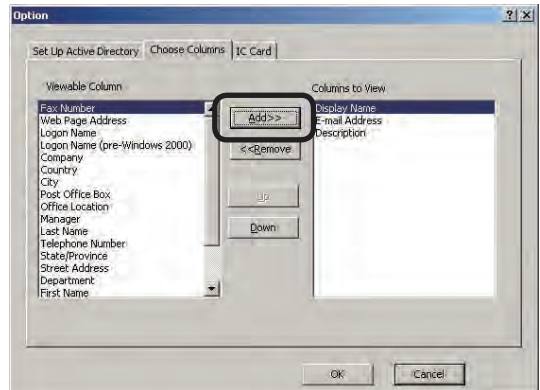 Option
Set Up Active Directory
Choose Columns
IC Card
Viewable Column
Fax Number
Web Page Address
Logon Name
Logon Name (pre-Windows 2000)
Company
Country
City
Post Office Box
Office Location
Manager
Last Name
Telephone Number
State/Province
Street Address
Department
First Name
Add>>
<<Remove
Up
Down
Columns to View
Display Name
E-mail Address
Description
OK
Cancel